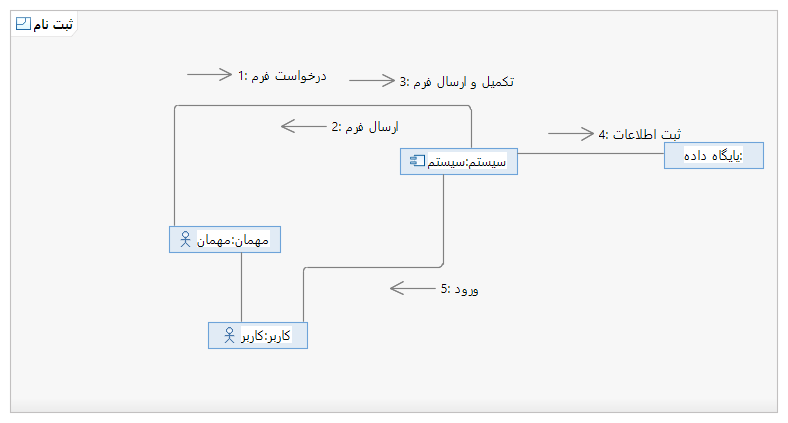 ثبت نام
1: درخواست فرم
3: تکمیل و ارسال فرم
2: ارسال فرم
4: ثبت اطلاعات
سیستم:سیستم
:پایگاه داده
مهمان:مهمان
5: ورود
کاربر:کاربر